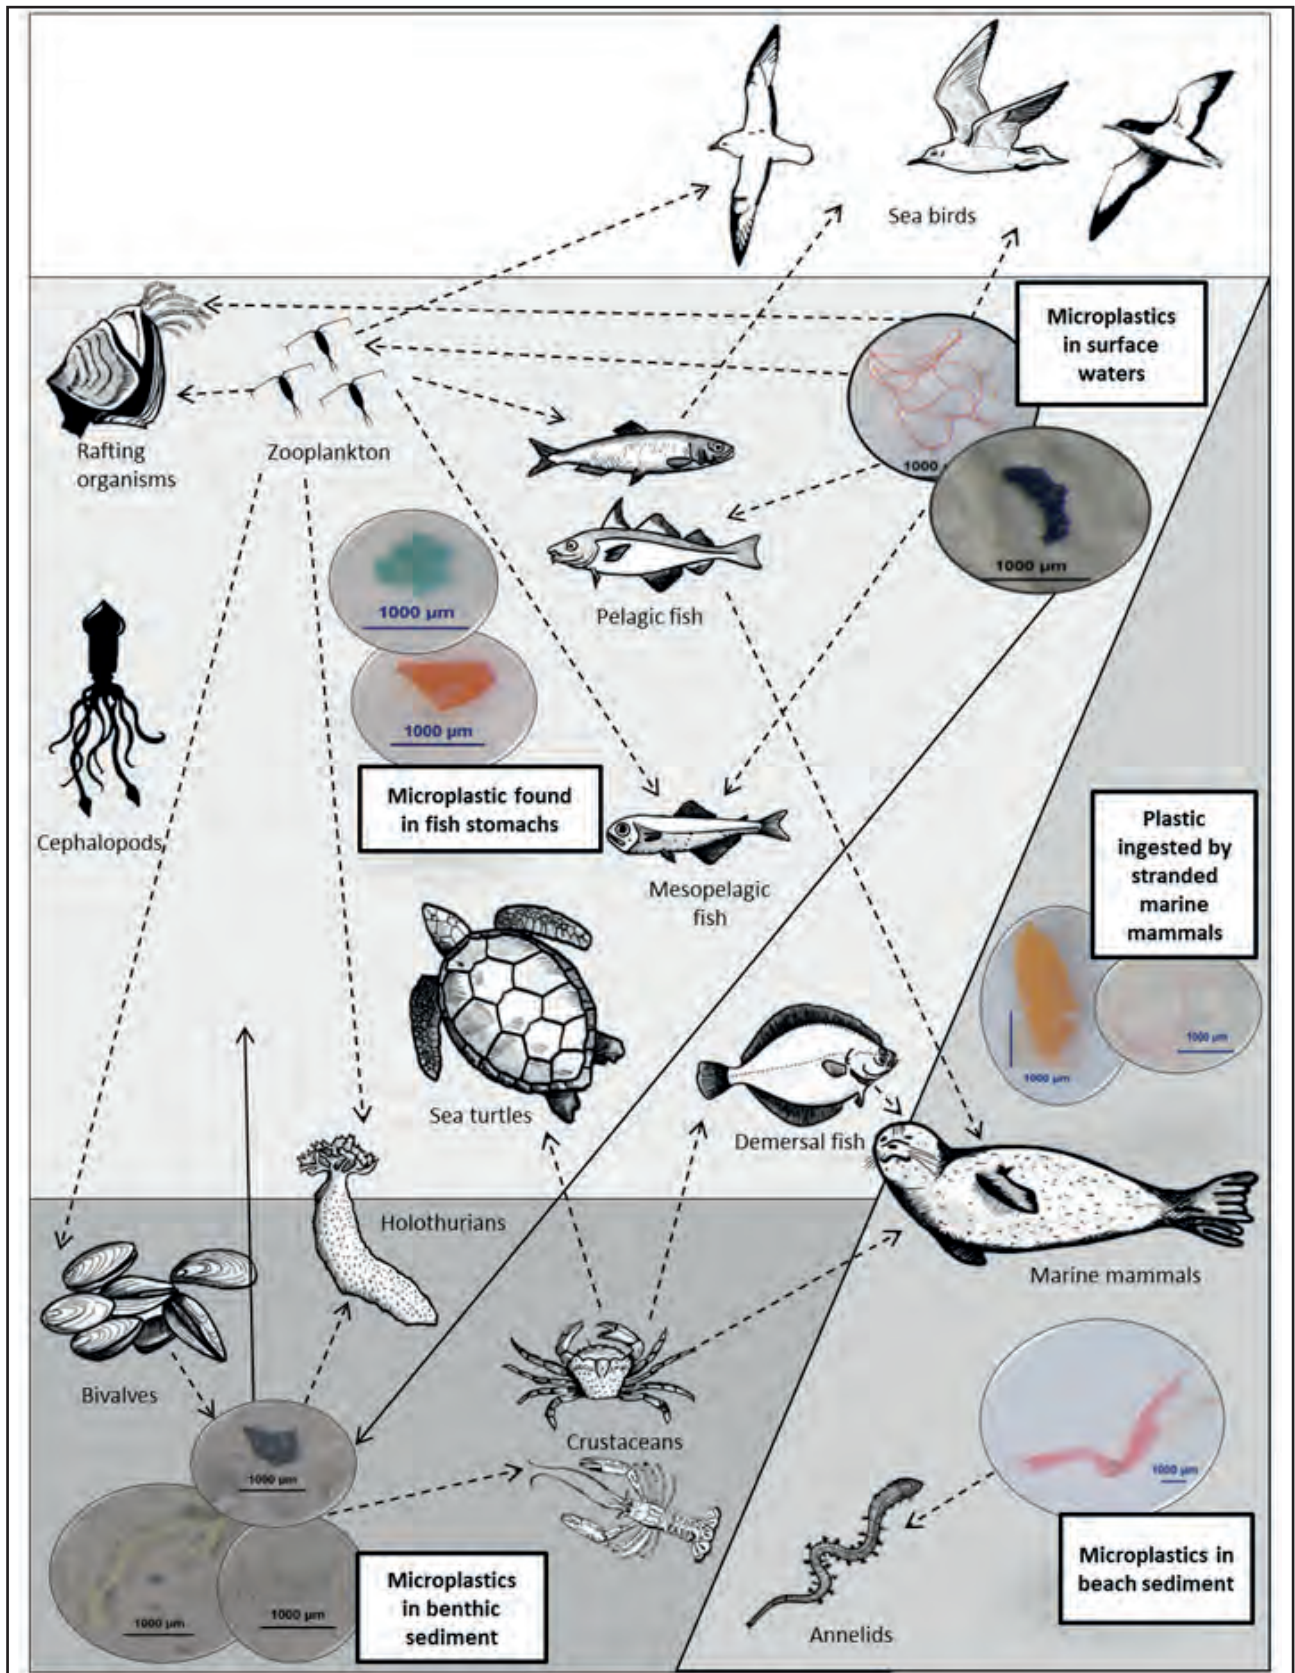 Sea birds
Microplastics
in surface
waters
Rafting
organisms
Zooplankton
1000
1000 µm
1000 µm
Pelagic fish
1000 µm
Microplastic found
in fish stomachs
Cephalopods
Mesopelagic
fish
Plastic
ingested by
stranded
marine
mammals
1000 µm
1000 µm
Sea turtles
Demersal fish
Holothurians
Marine mammals
Bivalves
Crustaceans
1000 µm
1000 µm
1000 µm
1000 µm
Microplastics
in benthic
sediment
Microplastics in
beach sediment
Annelids